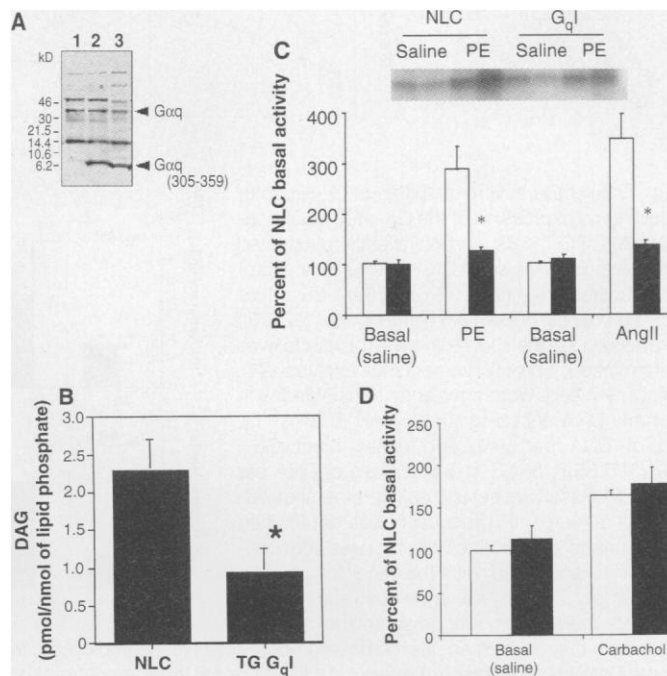 A
1 2 3
kD
46
30
21.5
14.4
10.6
6.2
Gαq
Gαq
(305-359)
C
NLC GqI
Saline PE Saline PE
Percent of NLC basal activity
400
300
200
100
0
*
*
Basal
(saline)
PE
Basal
(saline)
AngII
B
DAG
(pmol/nmol of lipid phosphate)
3.0
2.5
2.0
1.5
1.0
0.5
0
*
NLC
TG GqI
D
Percent of NLC basal activity
200
150
100
50
0
Basal
(saline)
Carbachol